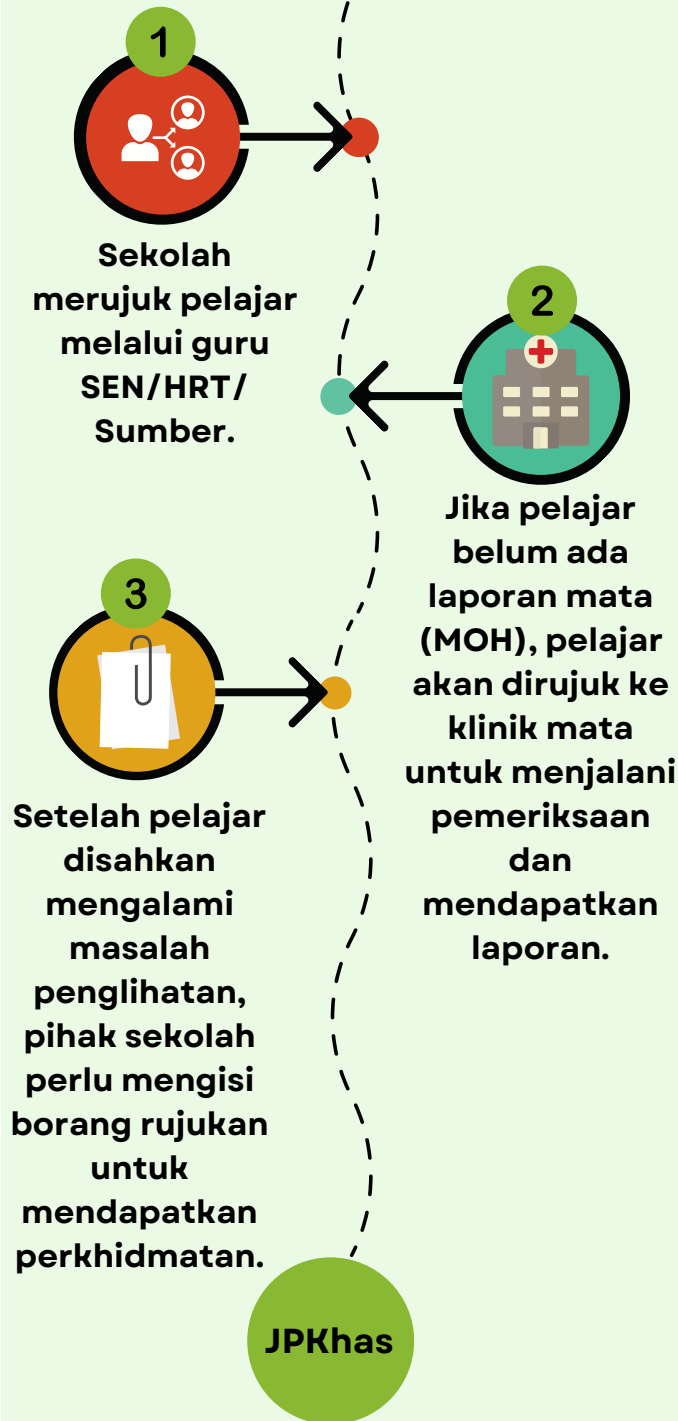 1
Sekolah
merujuk pelajar
melalui guru
SEN/HRT/
Sumber.
2
Jika pelajar
belum ada
laporan mata
(MOH), pelajar
akan dirujuk ke
klinik mata
untuk menjalani
pemeriksaan
dan
mendapatkan
laporan.
3
Setelah pelajar
disahkan
mengalami
masalah
penglihatan,
pihak sekolah
perlu mengisi
borang rujukan
untuk
mendapatkan
perkhidmatan.
JPKhas